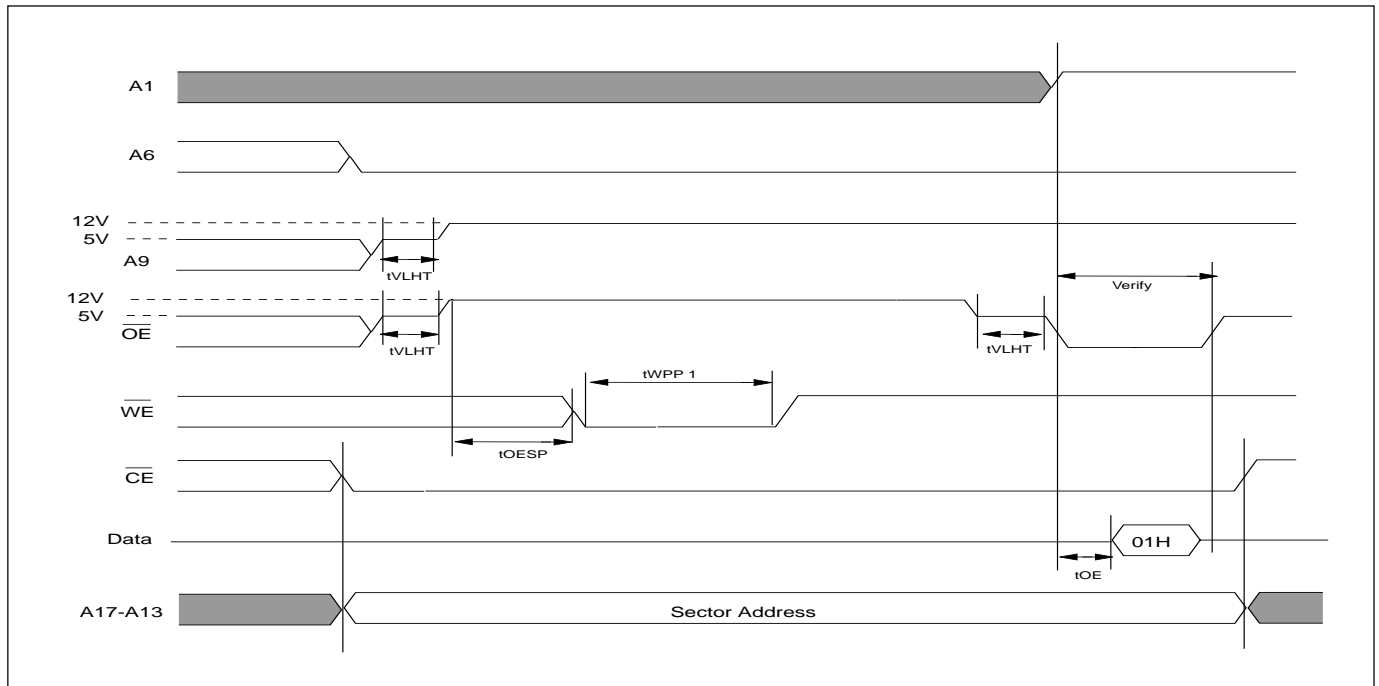 A1
A6
12V
5V
A9
tVLHT
Verify
12V
5V
OE
tVLHT
tVLHT
tWPP 1
WE
tOESP
CE
Data
01H
tOE
A17-A13
Sector Address